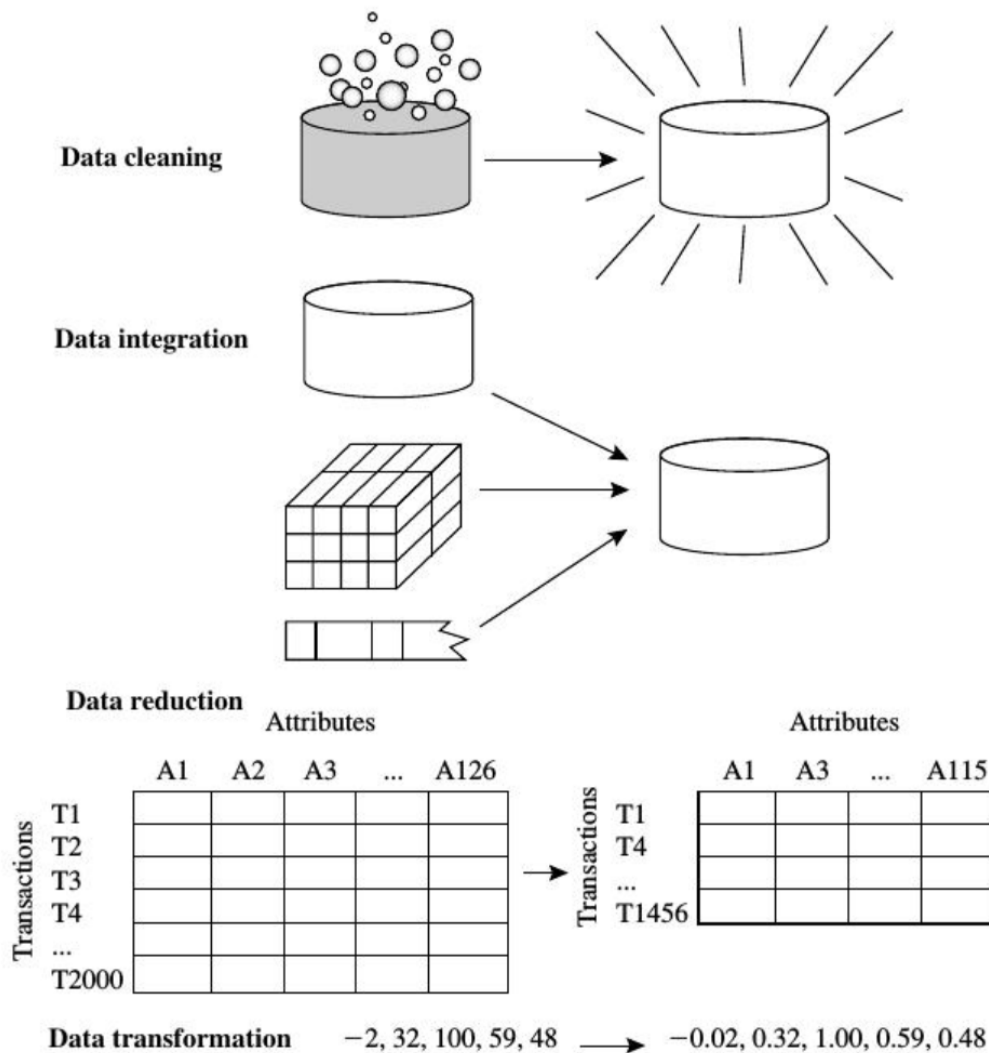 Data cleaning
Data integration
Data reduction
Attributes
A1 A2 A3 ... A126
Transactions
T1
T2
T3
T4
...
T2000
Attributes
A1 A3 ... A115
Transactions
T1
T4
...
T1456
Data transformation −2, 32, 100, 59, 48 −0.02, 0.32, 1.00, 0.59, 0.48